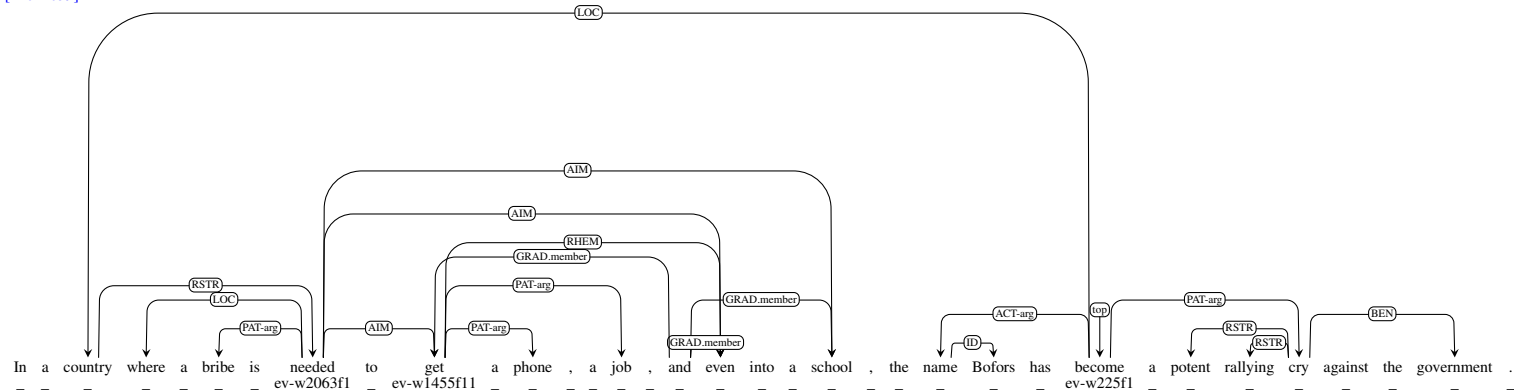 LOC
AIM
AIM
RHEM
GRAD.member
RSTR PAT-arg
LOC GRAD.member top PAT-arg
ACT-arg BEN
PAT-arg AIM PAT-arg RSTR
GRAD.member ID RSTR
In a country where a bribe is needed to get a phone , a job , and even into a school , the name Bofors has become a potent rallying cry against the government .
_ _ _ _ _ _ _ ev-w2063f1 _ ev-w1455f11 _ _ _ _ _ _ _ _ _ _ _ _ _ _ _ _ ev-w225f1 _ _ _ _ _ _ _ _